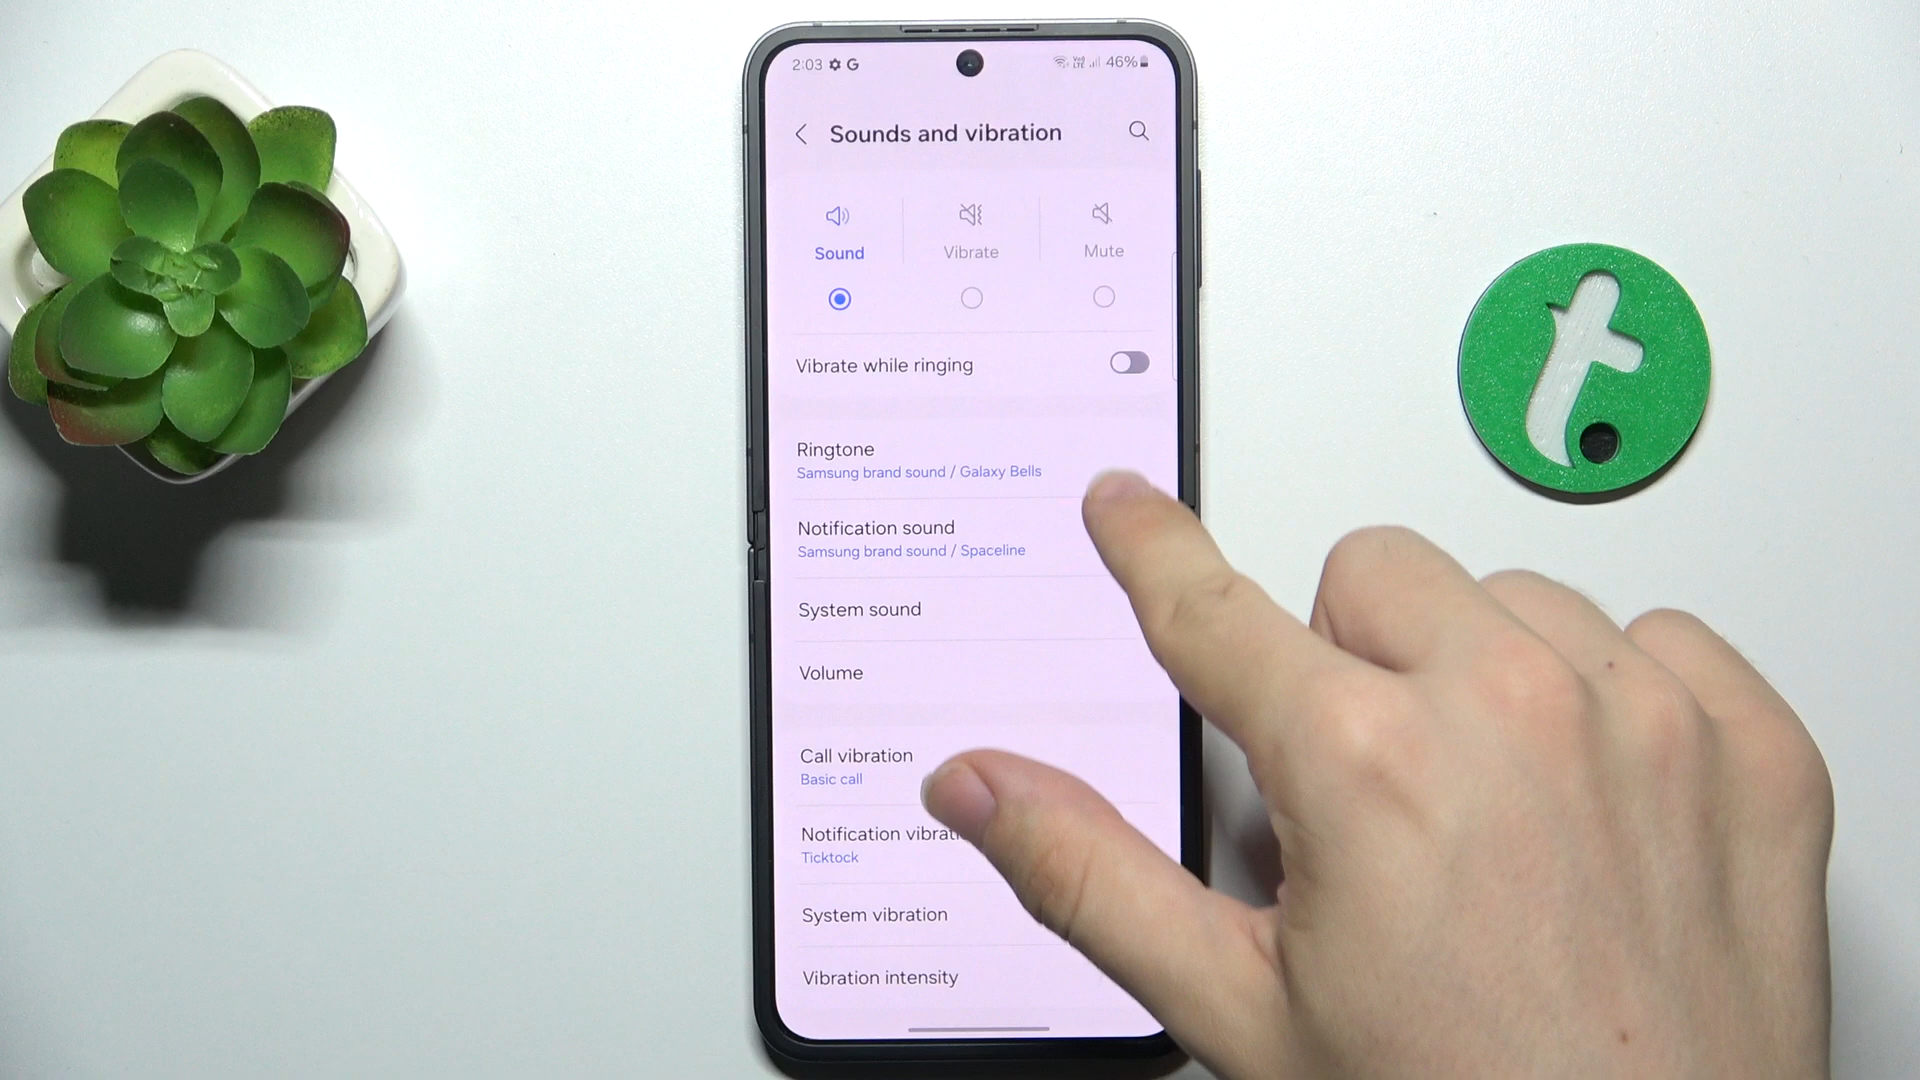 2:03 G 46%
Sounds and vibration
Sound Vibrate Mute
Vibrate while ringing
Ringtone
Samsung brand sound / Galaxy Bells
Notification sound
Samsung brand sound / Spaceline
System sound
Volume
Call vibration
Basic call
Notification vibrati
Ticktock
System vibration
Vibration intensity
t